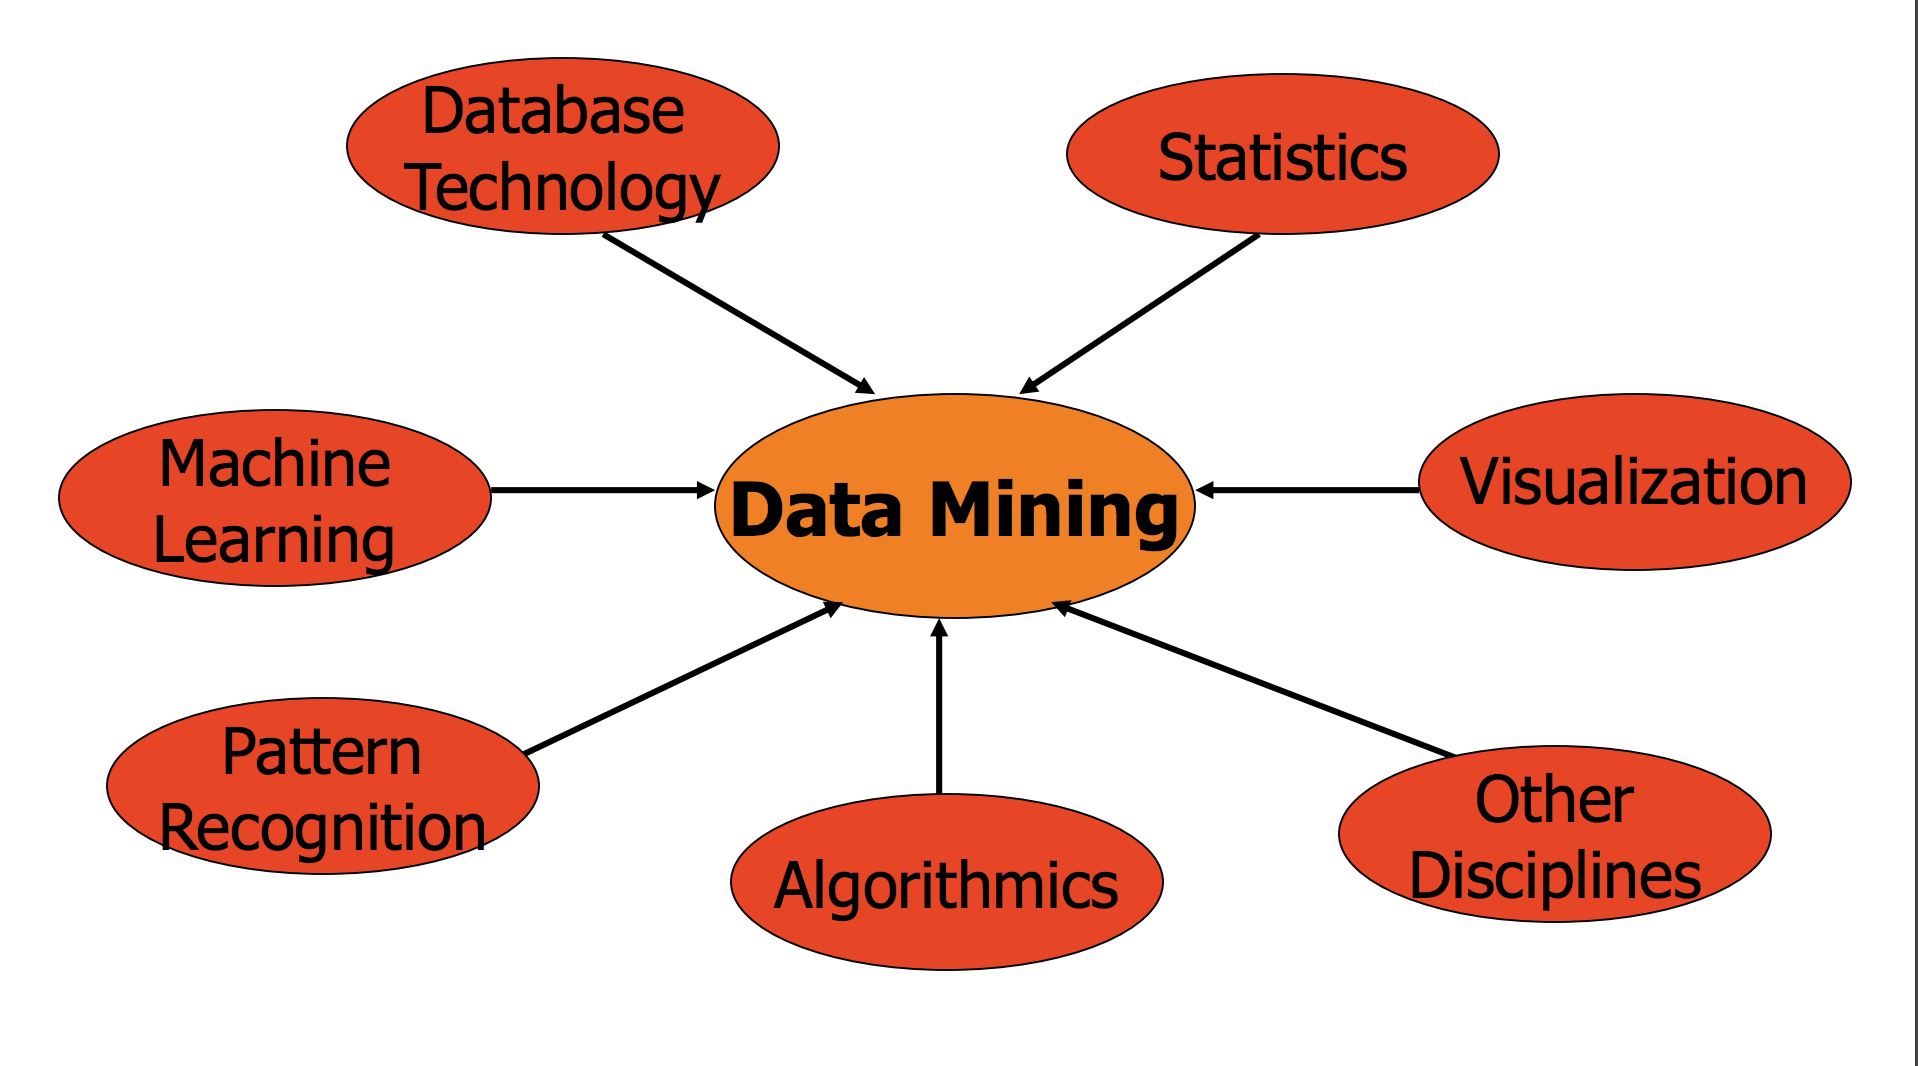 Database
Technology
Statistics
Machine
Learning
Data Mining
Visualization
Pattern
Recognition
Algorithmics
Other
Disciplines